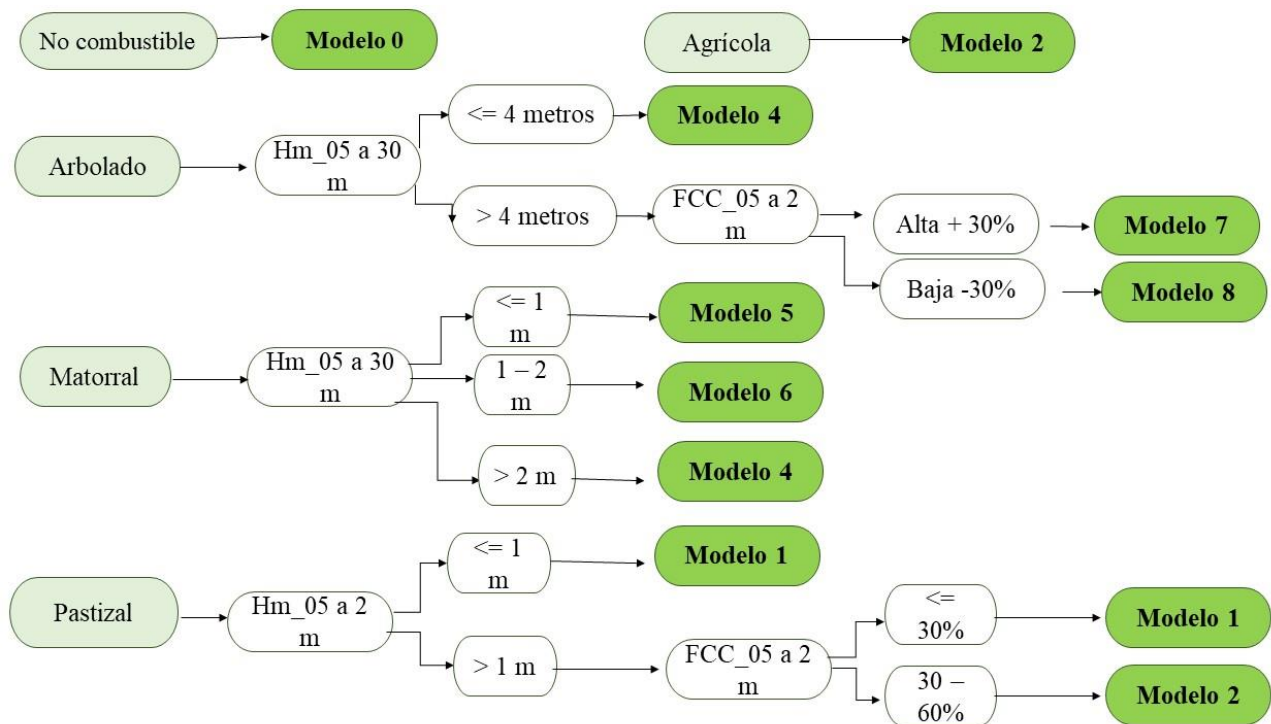 No combustible
Modelo 0
Agrícola
Modelo 2
<= 4 metros
Modelo 4
Arbolado
Hm_05 a 30
m
> 4 metros
FCC_05 a 2
m
Alta + 30%
Modelo 7
Baja -30%
Modelo 8
Matorral
Hm_05 a 30
m
<= 1
m
Modelo 5
1 – 2
m
Modelo 6
> 2 m
Modelo 4
Pastizal
Hm_05 a 2
m
<= 1
m
Modelo 1
> 1 m
FCC_05 a 2
m
<=
30%
Modelo 1
30 –
60%
Modelo 2